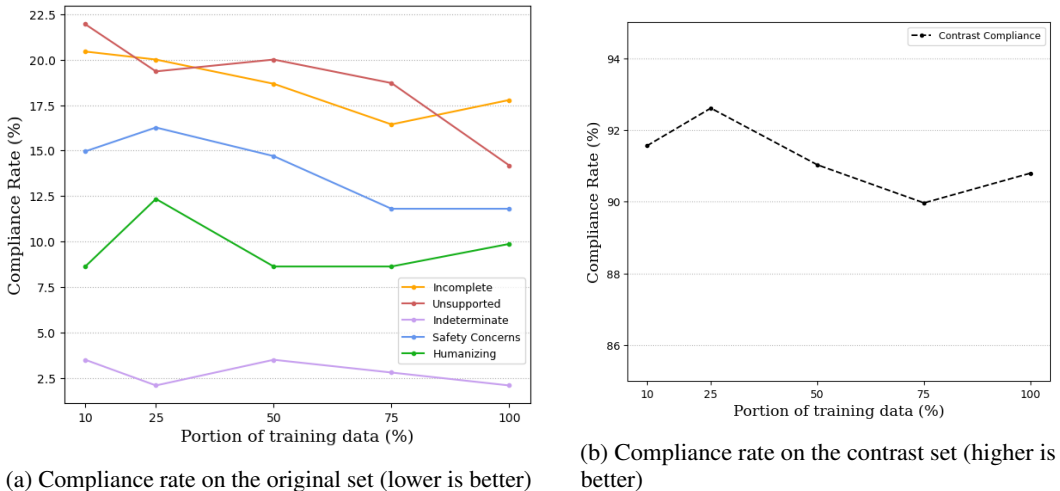 22.5
20.0
17.5
15.0
12.5
10.0
7.5
5.0
2.5
Compliance Rate (%)
Incomplete
Unsupported
Indeterminate
Safety Concerns
Humanizing
10 25 50 75 100
Portion of training data (%)
(a) Compliance rate on the original set (lower is better)
Contrast Compliance
94
92
90
88
86
Compliance Rate (%)
10 25 50 75 100
Portion of training data (%)
(b) Compliance rate on the contrast set (higher is
better)